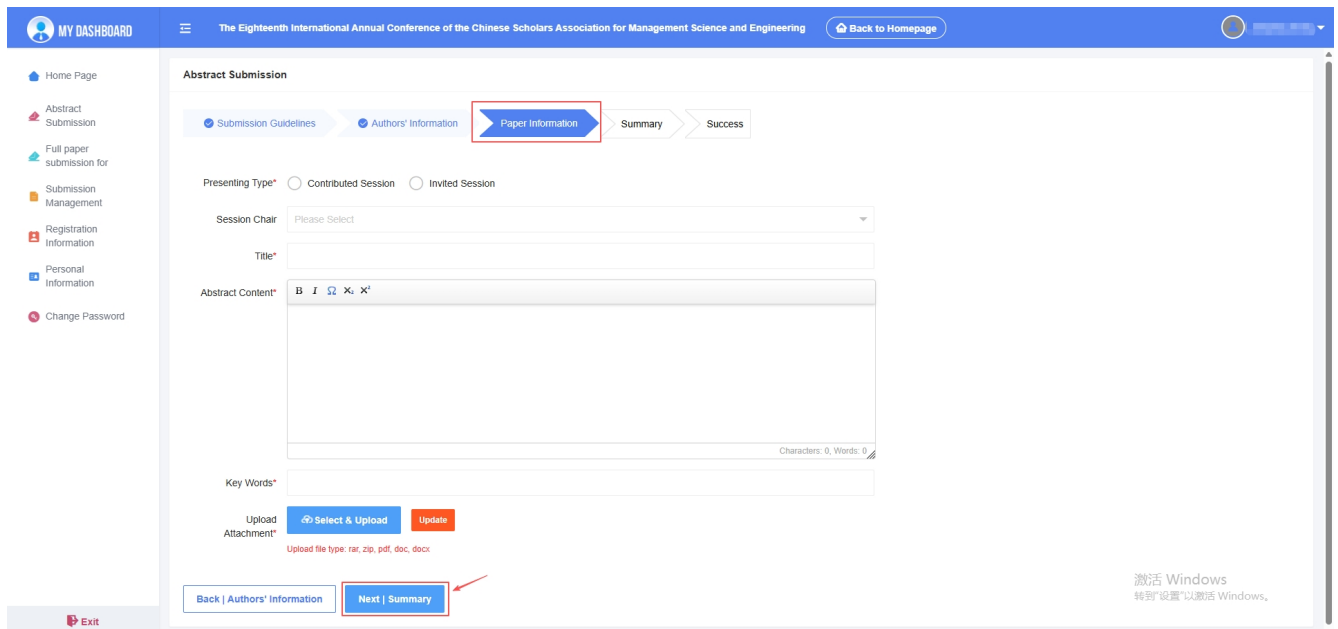 MY DASHBOARD
The Eighteenth International Annual Conference of the Chinese Scholars Association for Management Science and Engineering
Back to Homepage
Home Page
Abstract
Submission
Full paper
submission for
Submission
Management
Registration
Information
Personal
Information
Change Password
Exit
Abstract Submission
Submission Guidelines
Authors' Information
Paper Information
Summary
Success
Presenting Type*
Contributed Session
Invited Session
Session Chair
Please Select
Title*
Abstract Content*
B I Ω X₂ X²
Characters: 0, Words: 0
Key Words*
Upload
Attachment*
Select & Upload
Update
Upload file type: rar, zip, pdf, doc, docx
Back | Authors' Information
Next | Summary
激活 Windows
转到"设置"以激活 Windows。